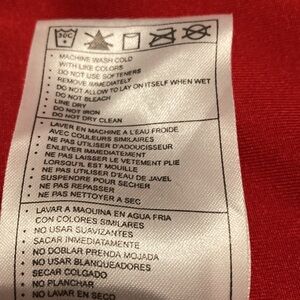 30C
• MACHINE WASH COLD
WITH LIKE COLORS
• DO NOT USE SOFTENERS
• REMOVE IMMEDIATELY
• DO NOT ALLOW TO LAY ON ITSELF WHEN WET
• DO NOT BLEACH
• LINE DRY
• DO NOT IRON
• DO NOT DRY CLEAN
• LAVER EN MACHINE A L'EAU FROIDE
AVEC COULEURS SIMILAIRES
• NE PAS UTILISER D'ADOUCISSEUR
• ENLEVER IMMEDIATEMENT
• NE PAS LAISSER LE VETEMENT PLIE
LORSQU'IL EST MOUILLE
• NE PAS UTILISER D'EAU DE JAVEL
• SUSPENDRE POUR SECHER
• NE PAS REPASSER
• NE PAS NETTOYER A SEC
• LAVAR A MAQUINA EN AGUA FRIA
CON COLORES SIMILARES
• NO USAR SUAVIZANTES
• SACAR INMEDIATAMENTE
• NO DOBLAR PRENDA MOJADA
• NO USAR BLANQUEADORES
• SECAR COLGADO
• NO PLANCHAR
• NO LAVAR EN SECO